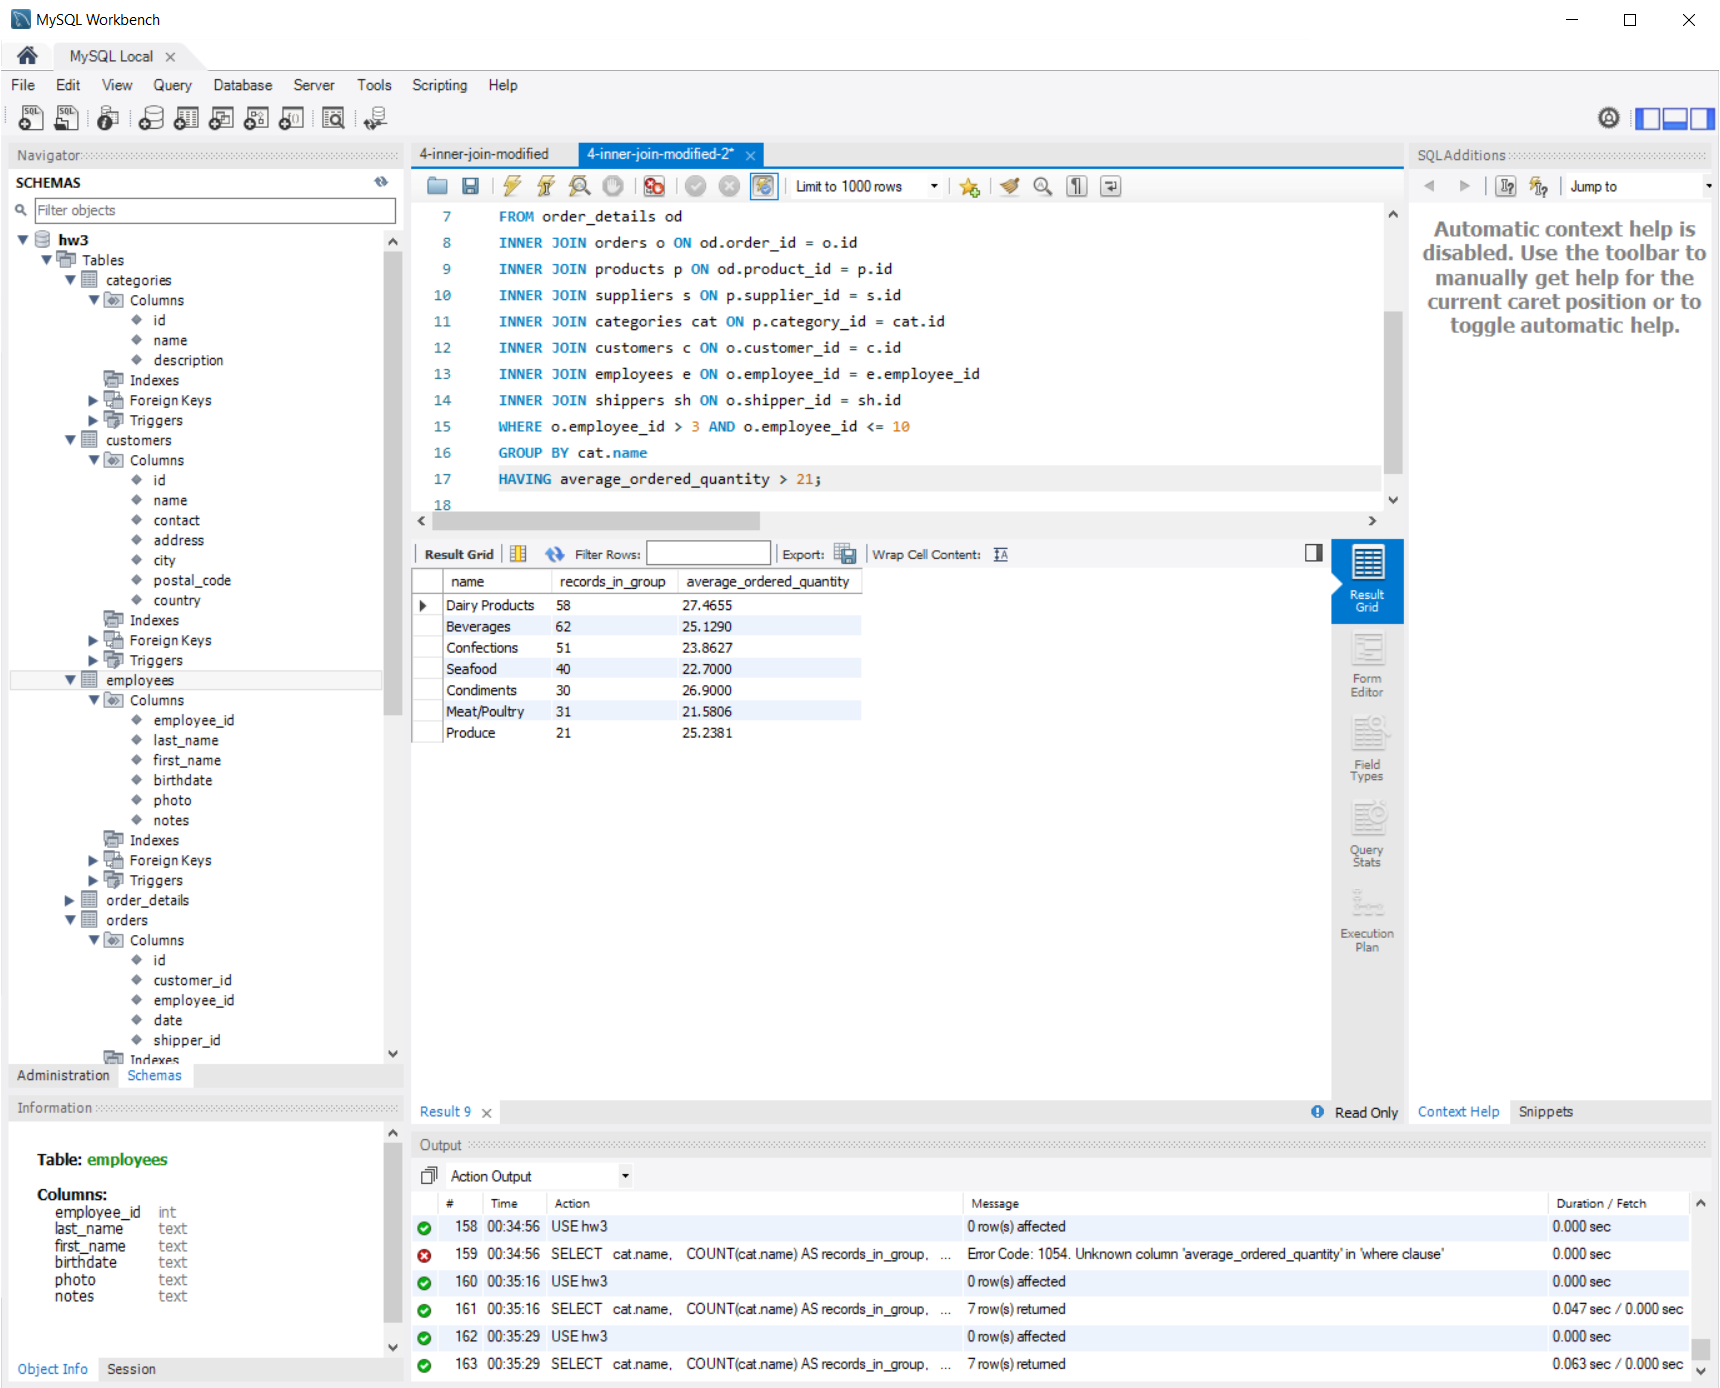 MySQL Workbench
MySQL Local
File Edit View Query Database Server Tools Scripting Help
Navigator
SCHEMAS
Filter objects
hw3
Tables
categories
Columns
id
name
description
Indexes
Foreign Keys
Triggers
customers
Columns
id
name
contact
address
city
postal_code
country
Indexes
Foreign Keys
Triggers
employees
Columns
employee_id
last_name
first_name
birthdate
photo
notes
Indexes
Foreign Keys
Triggers
order_details
orders
Columns
id
customer_id
employee_id
date
shipper_id
Indexes
Administration Schemas
Information
Table: employees
Columns:
employee_id int
last_name text
first_name text
birthdate text
photo text
notes text
Object Info Session
4-inner-join-modified 4-inner-join-modified-2*
Limit to 1000 rows
7 FROM order_details od
8 INNER JOIN orders o ON od.order_id = o.id
9 INNER JOIN products p ON od.product_id = p.id
10 INNER JOIN suppliers s ON p.supplier_id = s.id
11 INNER JOIN categories cat ON p.category_id = cat.id
12 INNER JOIN customers c ON o.customer_id = c.id
13 INNER JOIN employees e ON o.employee_id = e.employee_id
14 INNER JOIN shippers sh ON o.shipper_id = sh.id
15 WHERE o.employee_id > 3 AND o.employee_id <= 10
16 GROUP BY cat.name
17 HAVING average_ordered_quantity > 21;
18
Result Grid Filter Rows: Export: Wrap Cell Content:
name records_in_group average_ordered_quantity
Dairy Products 58 27.4655
Beverages 62 25.1290
Confections 51 23.8627
Seafood 40 22.7000
Condiments 30 26.9000
Meat/Poultry 31 21.5806
Produce 21 25.2381
Result
Grid
Form
Editor
Field
Types
Query
Stats
Execution
Plan
Result 9
Read Only
SQLAdditions
Jump to
Automatic context help is
disabled. Use the toolbar to
manually get help for the
current caret position or to
toggle automatic help.
Context Help Snippets
Output
Action Output
# Time Action Message Duration / Fetch
158 00:34:56 USE hw3 0 row(s) affected 0.000 sec
159 00:34:56 SELECT cat.name, COUNT(cat.name) AS records_in_group, ... Error Code: 1054. Unknown column 'average_ordered_quantity' in 'where clause' 0.000 sec
160 00:35:16 USE hw3 0 row(s) affected 0.000 sec
161 00:35:16 SELECT cat.name, COUNT(cat.name) AS records_in_group, ... 7 row(s) returned 0.047 sec / 0.000 sec
162 00:35:29 USE hw3 0 row(s) affected 0.000 sec
163 00:35:29 SELECT cat.name, COUNT(cat.name) AS records_in_group, ... 7 row(s) returned 0.063 sec / 0.000 sec